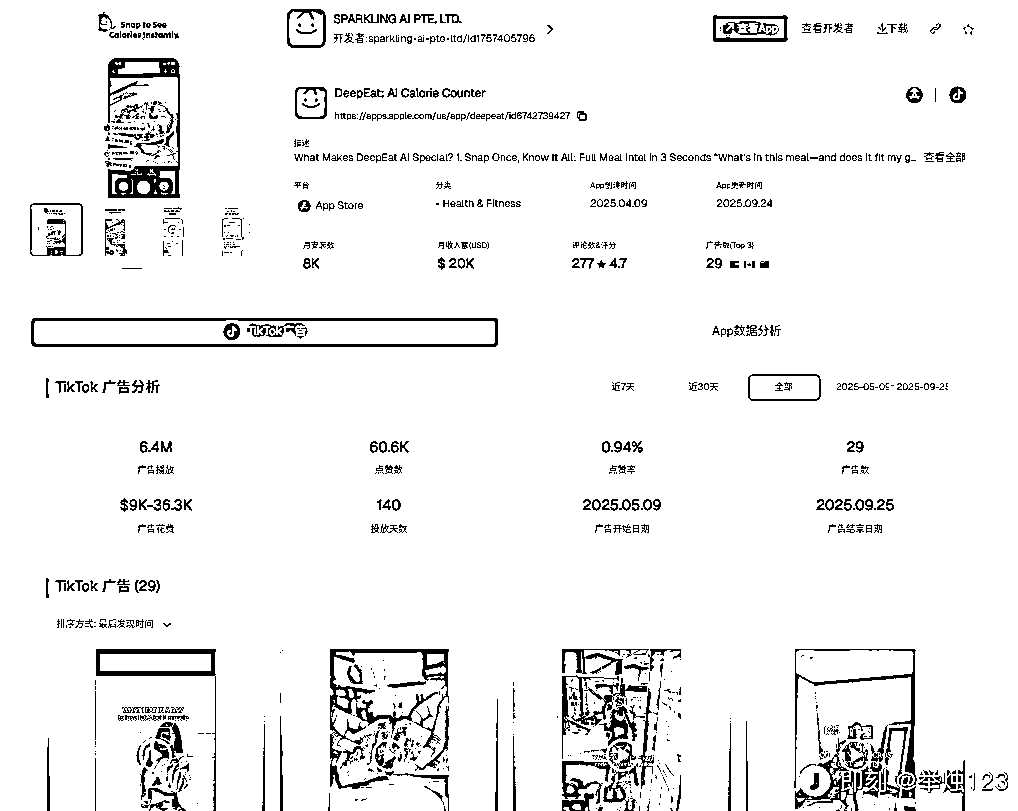 Snap to See
Calories Instantly.
SPARKLING AI PTE. LTD.
开发者:sparkling-ai-pte-ltd/id1757405796
查看App
查看开发者
下载
DeepEat: AI Calorie Counter
https://apps.apple.com/us/app/deepeat/id6742739427
描述
What Makes DeepEat AI Special? 1. Snap Once, Know It All: Full Meal Intel in 3 Seconds *What's in this meal—and does it fit my g...
查看全部
平台
分类
App创建时间
App更新时间
App Store
- Health & Fitness
2025.04.09
2025.09.24
月安装数
月收入额(USD)
评论数&评分
广告数(Top 3)
8K
$ 20K
277 ★ 4.7
29
TikTok 广告
App数据分析
TikTok 广告分析
近7天
近30天
全部
2025-05-09~2025-09-25
6.4M
60.6K
0.94%
29
广告播放
点赞数
点赞率
广告数
$9K-36.3K
140
2025.05.09
2025.09.25
广告花费
投放天数
广告开始日期
广告结束日期
TikTok 广告 (29)
排序方式: 最后发现时间
即刻 @举烛123